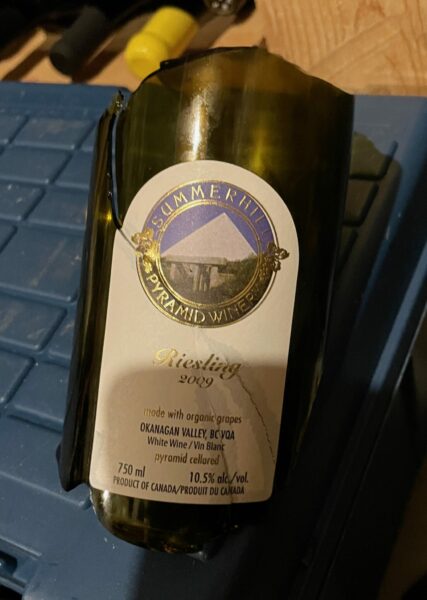 SUMMERHILL
PYRAMID WINERY
Riesling
2009
made with organic grapes
OKANAGAN VALLEY, BC VQA
White Wine / Vin Blanc
pyramid cellared
750 ml 10.5% alc./vol.
PRODUCT OF CANADA/PRODUIT DU CANADA